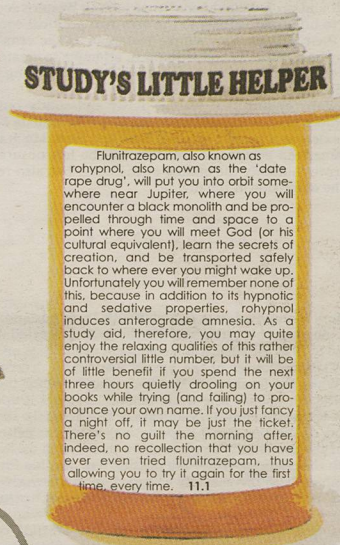 STUDY'S LITTLE HELPER
Flunitrazepam, also known as
rohypnol, also known as the 'date
rape drug', will put you into orbit some-
where near Jupiter, where you will
encounter a black monolith and be pro-
pelled through time and space to a
point where you will meet God (or his
cultural equivalent), learn the secrets of
creation, and be transported safely
back to where ever you might wake up.
Unfortunately you will remember none of
this, because in addition to its hypnotic
and sedative properties, rohypnol
induces anterograde amnesia. As a
study aid, therefore, you may quite
enjoy the relaxing qualities of this rather
controversial little number, but it will be
of little benefit if you spend the next
three hours quietly drooling on your
books while trying (and failing) to pro-
nounce your own name. If you just fancy
a night off, it may be just the ticket.
There's no guilt the morning after,
indeed, no recollection that you have
ever even tried flunitrazepam, thus
allowing you to try it again for the first
time, every time. 11.1